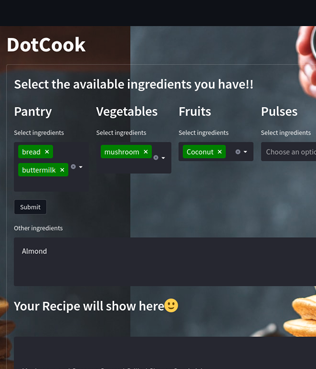 DotCook
Select the available ingredients you have!!
Pantry Vegetables Fruits Pulses
Select ingredients Select ingredients Select ingredients Select ingredients
bread × mushroom × Coconut × Choose an optio
buttermilk ×
Submit
Other ingredients
Almond
Your Recipe will show here🙂